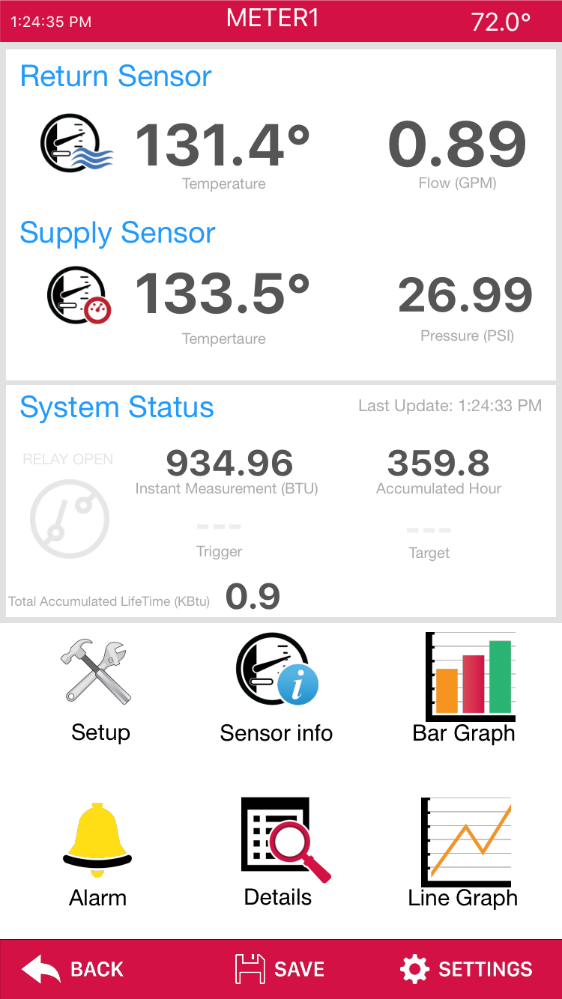 1:24:35 PM METER1 72.0°
Return Sensor
131.4° 0.89
Temperature Flow (GPM)
Supply Sensor
133.5° 26.99
Tempertaure Pressure (PSI)
System Status Last Update: 1:24:33 PM
RELAY OPEN 934.96 359.8
Instant Measurement (BTU) Accumulated Hour
--- ---
Trigger Target
Total Accumulated LifeTime (KBtu) 0.9
i
Setup Sensor info Bar Graph
Alarm Details Line Graph
BACK SAVE SETTINGS